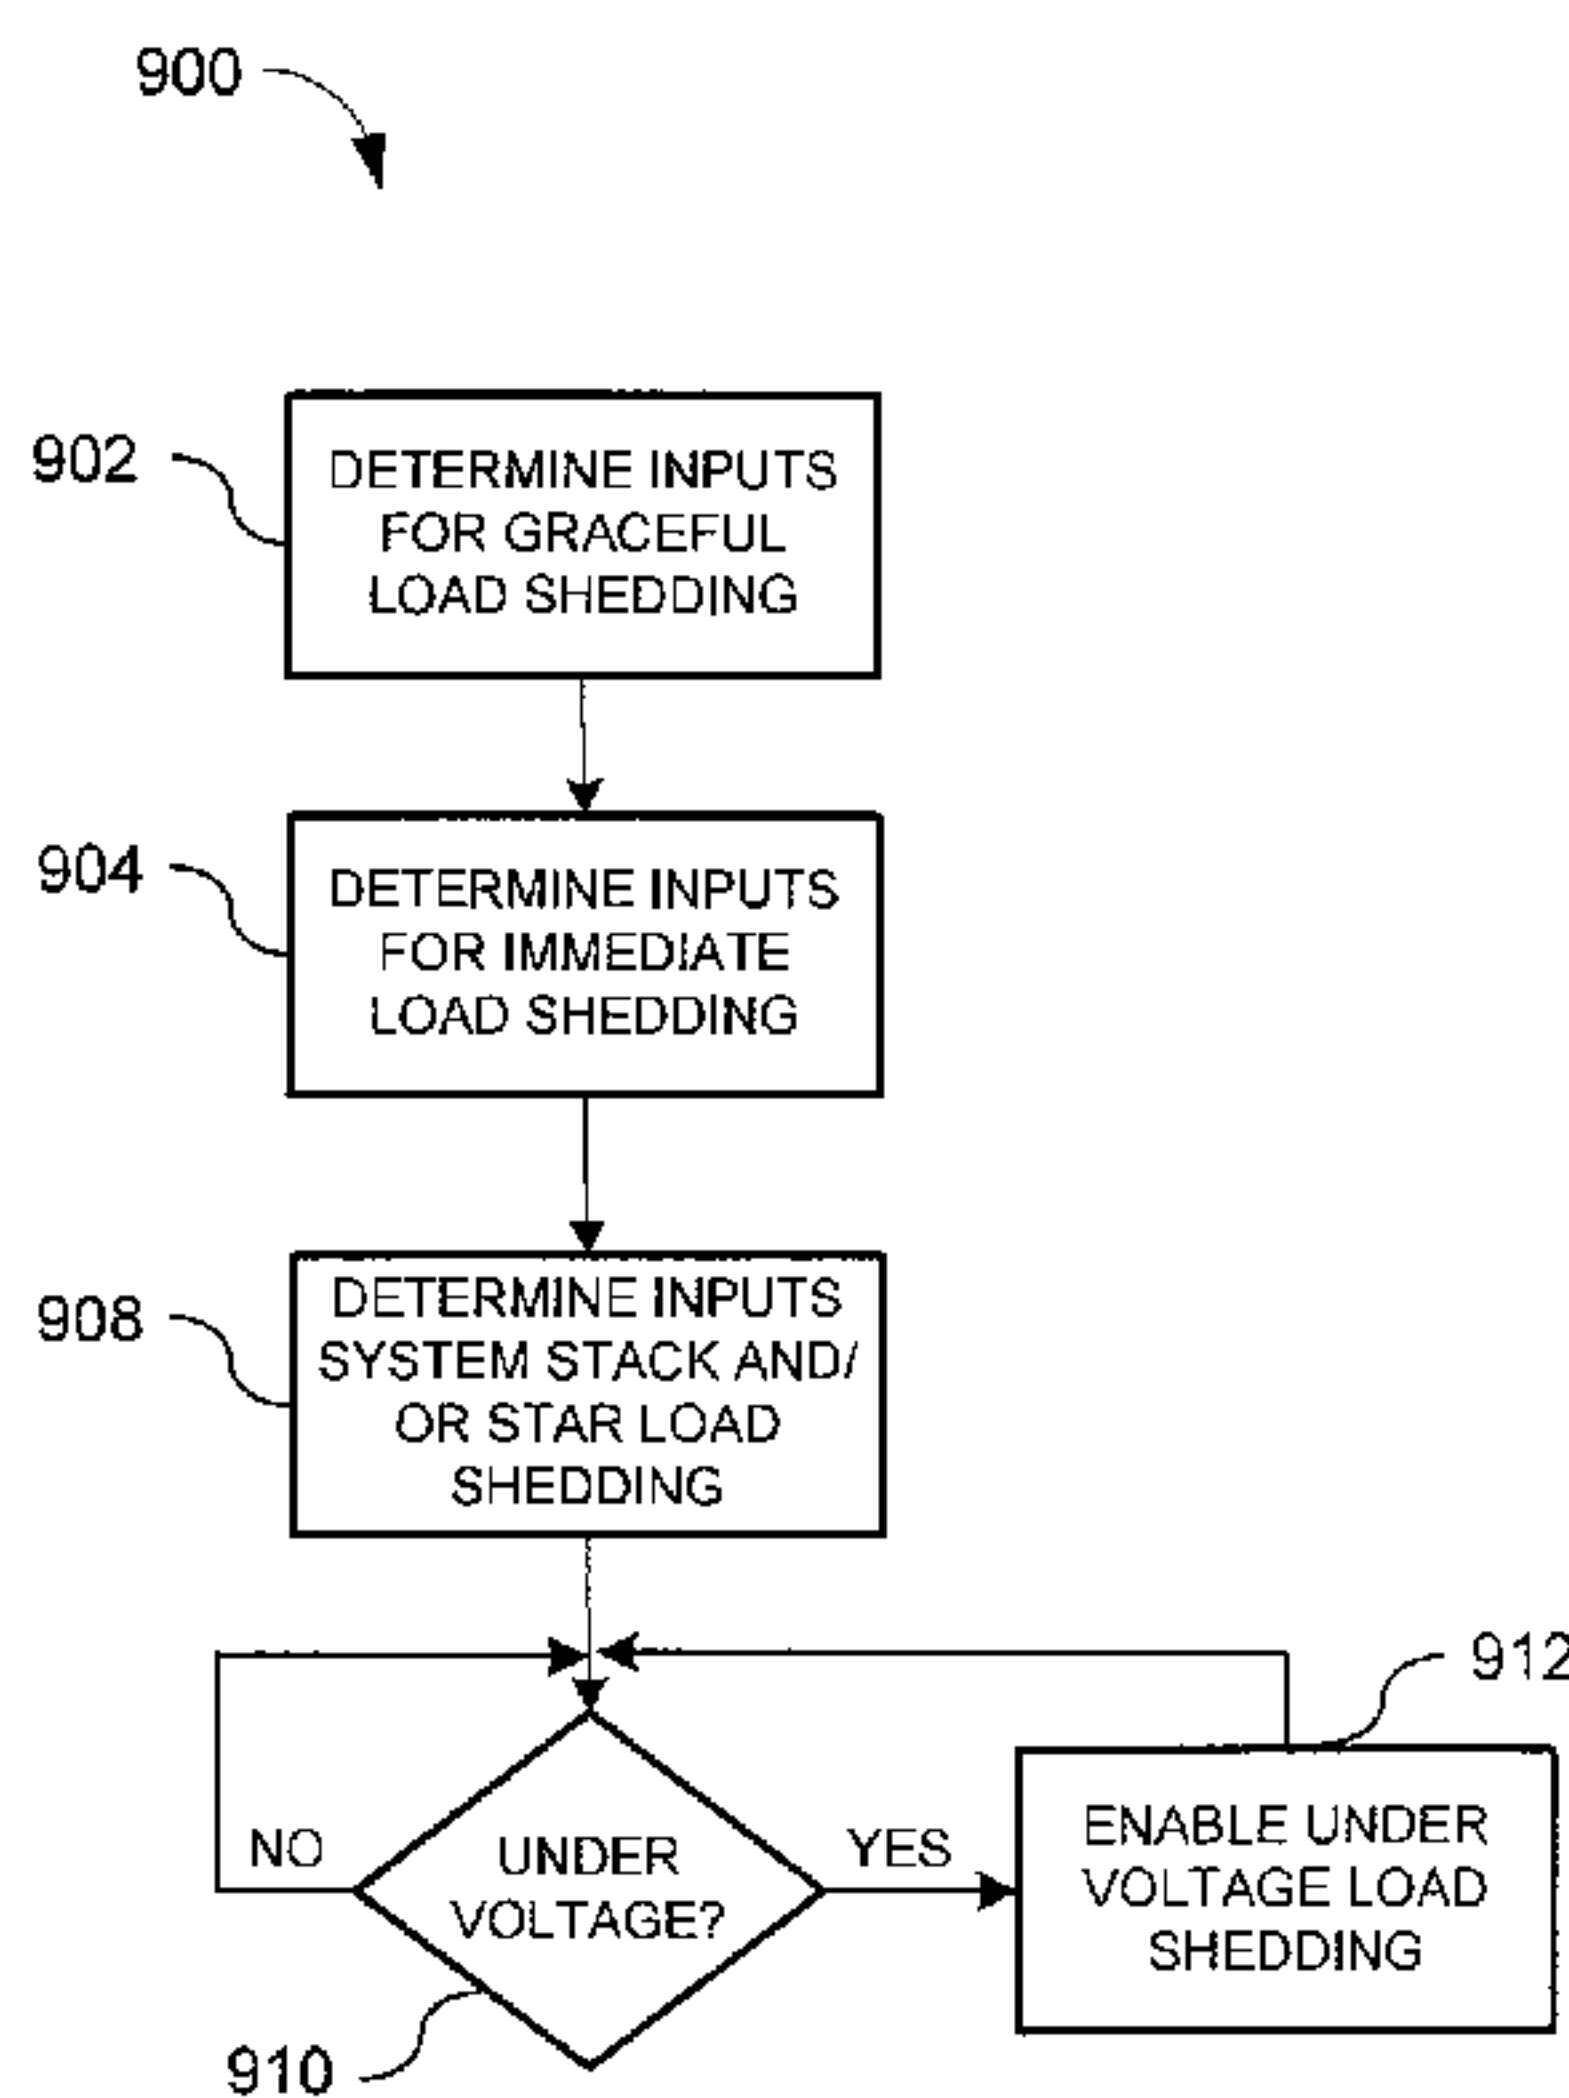 900
902
DETERMINE INPUTS
FOR GRACEFUL
LOAD SHEDDING
904
DETERMINE INPUTS
FOR IMMEDIATE
LOAD SHEDDING
908
DETERMINE INPUTS
SYSTEM STACK AND/
OR STAR LOAD
SHEDDING
912
NO
UNDER
VOLTAGE?
YES
ENABLE UNDER
VOLTAGE LOAD
SHEDDING
910